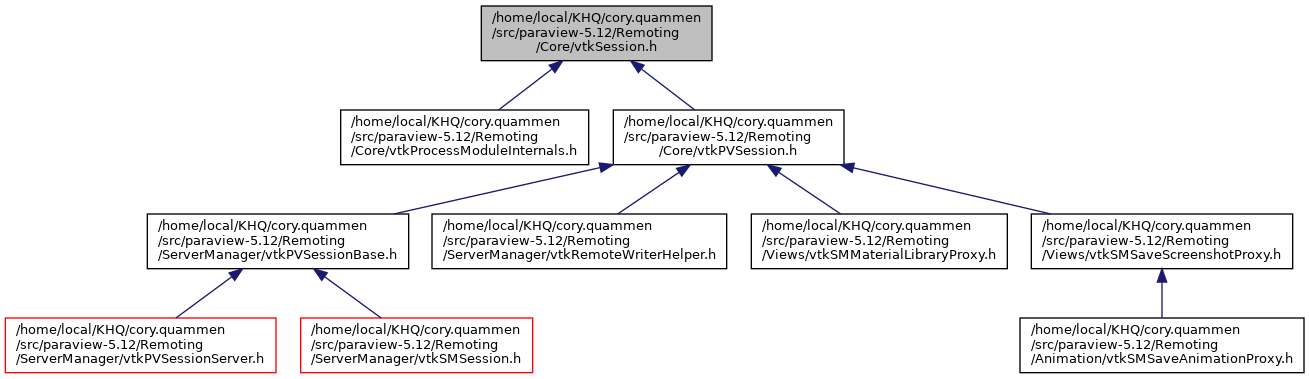 /home/local/KHQ/cory.quammen
/src/paraview-5.12/Remoting
/Core/vtkSession.h
/home/local/KHQ/cory.quammen
/src/paraview-5.12/Remoting
/Core/vtkProcessModuleInternals.h
/home/local/KHQ/cory.quammen
/src/paraview-5.12/Remoting
/Core/vtkPVSession.h
/home/local/KHQ/cory.quammen
/src/paraview-5.12/Remoting
/ServerManager/vtkPVSessionBase.h
/home/local/KHQ/cory.quammen
/src/paraview-5.12/Remoting
/ServerManager/vtkRemoteWriterHelper.h
/home/local/KHQ/cory.quammen
/src/paraview-5.12/Remoting
/Views/vtkSMMaterialLibraryProxy.h
/home/local/KHQ/cory.quammen
/src/paraview-5.12/Remoting
/Views/vtkSMSaveScreenshotProxy.h
/home/local/KHQ/cory.quammen
/src/paraview-5.12/Remoting
/ServerManager/vtkPVSessionServer.h
/home/local/KHQ/cory.quammen
/src/paraview-5.12/Remoting
/ServerManager/vtkSMSession.h
/home/local/KHQ/cory.quammen
/src/paraview-5.12/Remoting
/Animation/vtkSMSaveAnimationProxy.h